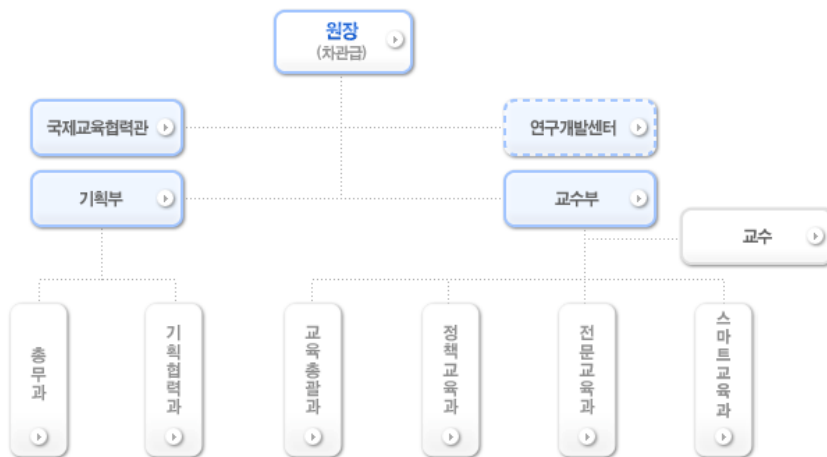 원장
(차관급)
국제교육협력관
연구개발센터
기획부
교수부
교수
총무과
기획협력과
교육총괄과
정책교육과
전문교육과
스마트교육과